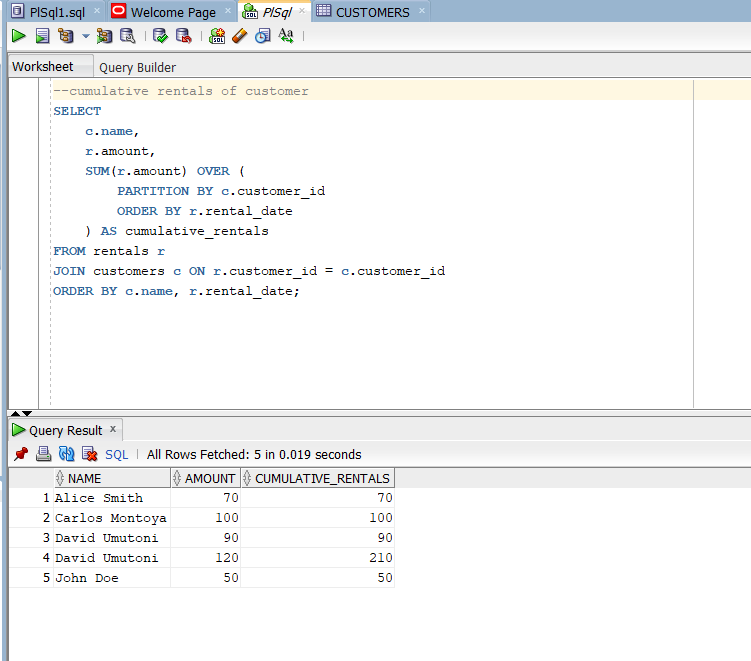 PlSql1.sql × Welcome Page × PlSql × CUSTOMERS ×
Worksheet Query Builder
--cumulative rentals of customer
SELECT
    c.name,
    r.amount,
    SUM(r.amount) OVER (
        PARTITION BY c.customer_id
        ORDER BY r.rental_date
    ) AS cumulative_rentals
FROM rentals r
JOIN customers c ON r.customer_id = c.customer_id
ORDER BY c.name, r.rental_date;
Query Result ×
SQL | All Rows Fetched: 5 in 0.019 seconds
NAME AMOUNT CUMULATIVE_RENTALS
1 Alice Smith 70 70
2 Carlos Montoya 100 100
3 David Umutoni 90 90
4 David Umutoni 120 210
5 John Doe 50 50